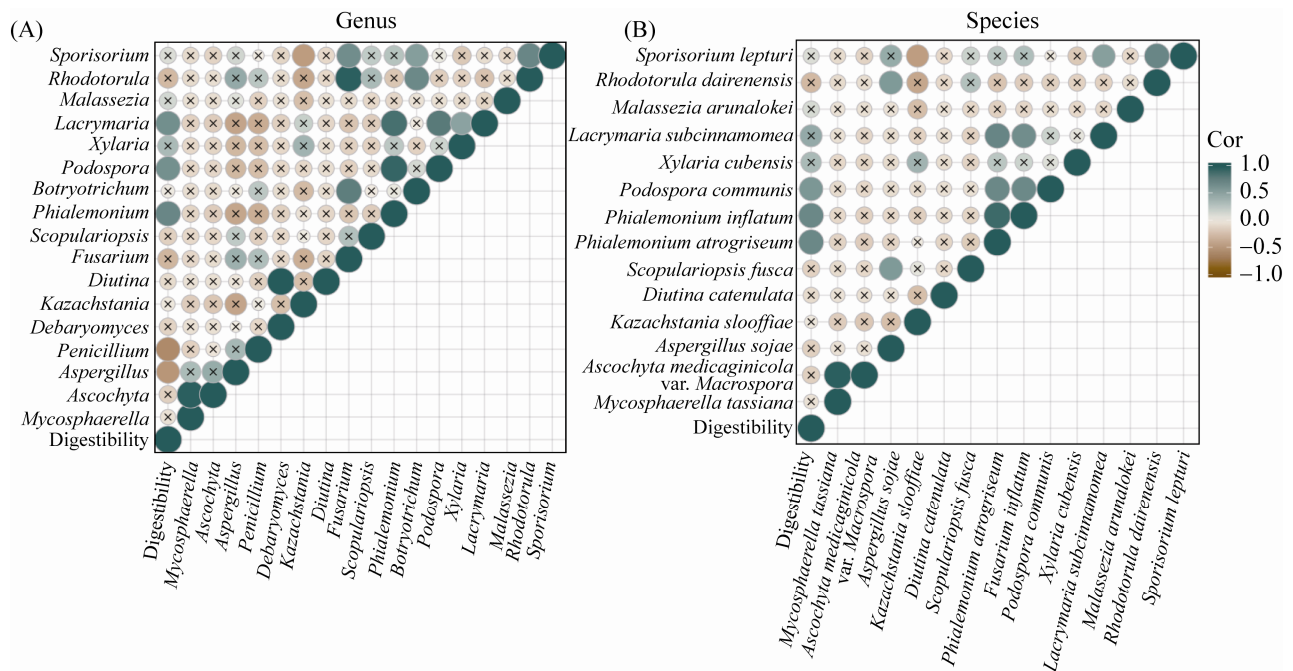 (A)
Genus
Sporisorium
Rhodotorula
Malassezia
Lacrymaria
Xylaria
Podospora
Botryotrichum
Phialemonium
Scopulariopsis
Fusarium
Diutina
Kazachstania
Debaryomyces
Penicillium
Aspergillus
Ascochyta
Mycosphaerella
Digestibility
Digestibility
Mycosphaerella
Ascochyta
Aspergillus
Penicillium
Debaryomyces
Kazachstania
Diutina
Fusarium
Scopulariopsis
Phialemonium
Botryotrichum
Podospora
Xylaria
Lacrymaria
Malassezia
Rhodotorula
Sporisorium
(B)
Species
Sporisorium lepturi
Rhodotorula dairenensis
Malassezia arunalokei
Lacrymaria subcinnamomea
Xylaria cubensis
Podospora communis
Phialemonium inflatum
Phialemonium atrogriseum
Scopulariopsis fusca
Diutina catenulata
Kazachstania slooffiae
Aspergillus sojae
Ascochyta medicaginicola
var. Macrospora
Mycosphaerella tassiana
Digestibility
Digestibility
Mycosphaerella tassiana
Ascochyta medicaginicola
var. Macrospora
Aspergillus sojae
Kazachstania slooffiae
Diutina catenulata
Scopulariopsis fusca
Phialemonium atrogriseum
Fusarium inflatum
Podospora communis
Xylaria cubensis
Lacrymaria subcinnamomea
Malassezia arunalokei
Rhodotorula dairenensis
Sporisorium lepturi
Cor
1.0
0.5
0.0
−0.5
−1.0